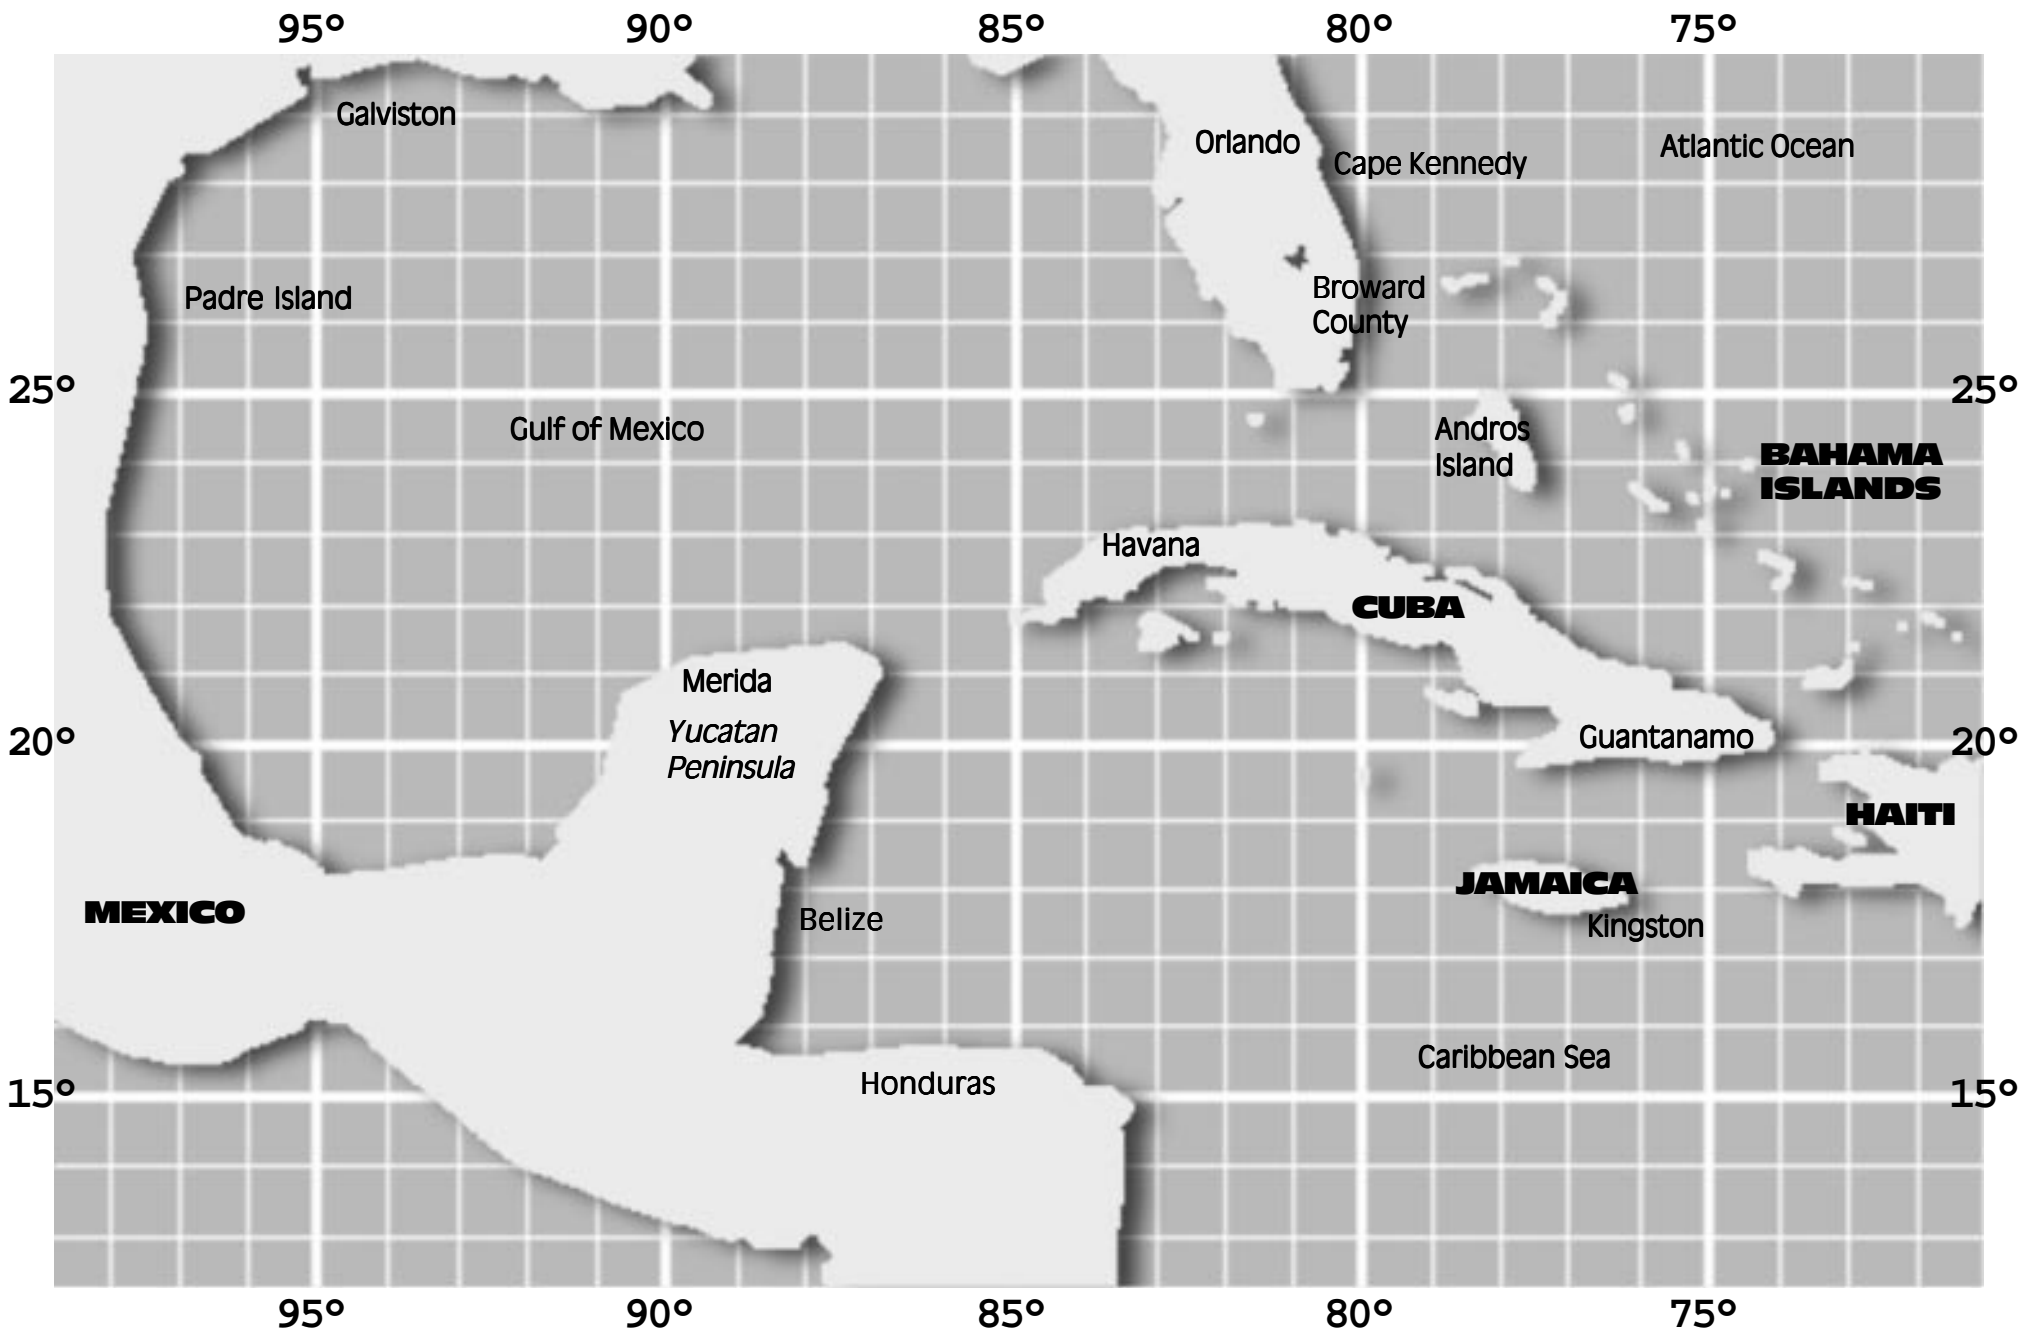 95° 90° 85° 80° 75°
Galviston
Orlando
Cape Kennedy
Atlantic Ocean
Padre Island
Broward
County
25° 25°
Gulf of Mexico
Andros
Island
BAHAMA
ISLANDS
Havana
CUBA
Merida
Yucatan
Peninsula
20° 20°
Guantanamo
HAITI
JAMAICA
Kingston
MEXICO
Belize
Caribbean Sea
Honduras
15° 15°
95° 90° 85° 80° 75°